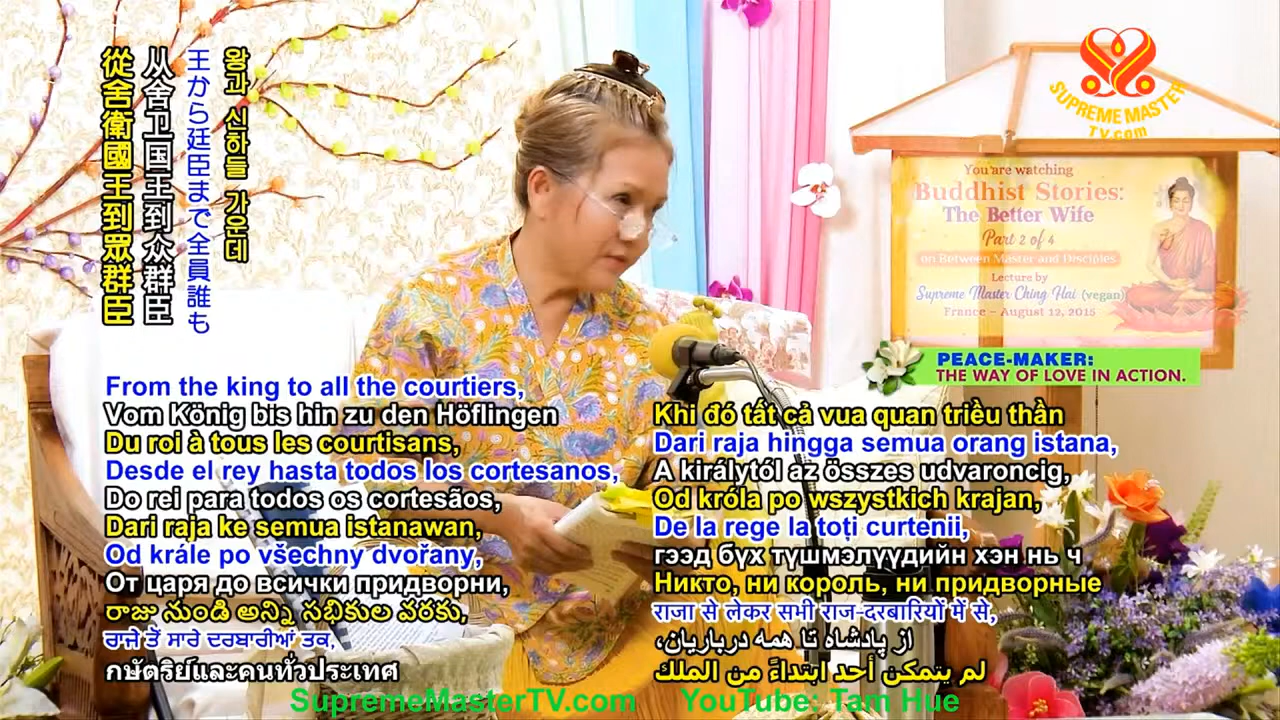 왕과 신하들 가운데
王から廷臣まで全員誰も
从舍卫国王到众群臣
從舍衛國王到眾群臣
SUPREME MASTER
TV.com
You are watching
Buddhist Stories:
The Better Wife
Part 2 of 4
on Between Master and Disciples
Lecture by
Supreme Master Ching Hai (vegan)
France – August 12, 2015
PEACE-MAKER:
THE WAY OF LOVE IN ACTION.
From the king to all the courtiers,
Vom König bis hin zu den Höflingen
Du roi à tous les courtisans,
Desde el rey hasta todos los cortesanos,
Do rei para todos os cortesãos,
Dari raja ke semua istanawan,
Od krále po všechny dvořany,
От царя до всички придворни,
రాజు నుండి అన్ని సభికుల వరకు,
ਰਾਜੇ ਤੋਂ ਸਾਰੇ ਦਰਬਾਰੀਆਂ ਤਕ,
กษัตริย์และคนทั่วประเทศ
Khi đó tất cả vua quan triều thần
Dari raja hingga semua orang istana,
A királytól az összes udvaroncig,
Od króla po wszystkich krajan,
De la rege la toți curtenii,
гээд бүх түшмэлүүдийн хэн нь ч
Никто, ни король, ни придворные
राजा से लेकर सभी राज-दरबारियों में से,
از پادشاه تا همه درباریان،
لم يتمكن أحد ابتداءً من الملك
SupremeMasterTV.com
YouTube: Tam Hue